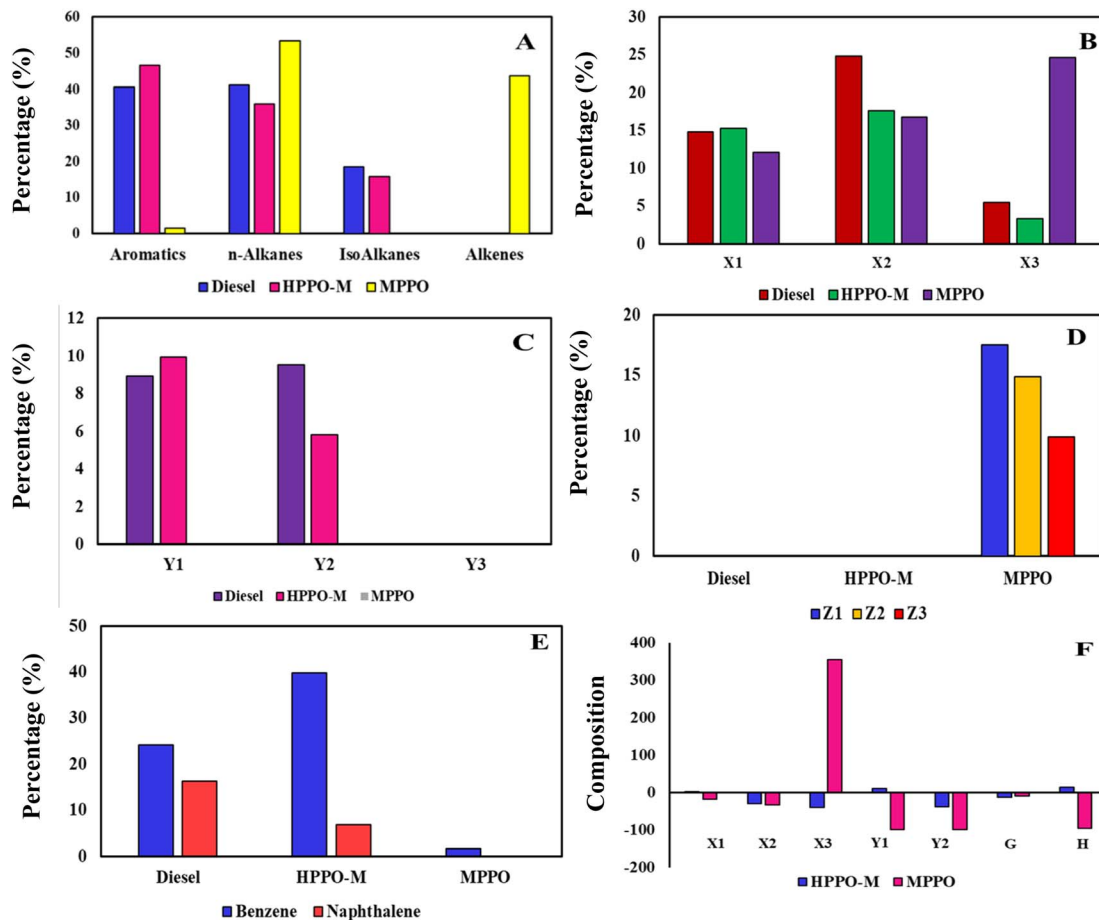 A
Percentage (%)
60
50
40
30
20
10
0
Aromatics n-Alkanes IsoAlkanes Alkenes
Diesel HPPO-M MPPO
B
Percentage (%)
30
25
20
15
10
5
0
X1 X2 X3
Diesel HPPO-M MPPO
C
Percentage (%)
12
10
8
6
4
2
0
Y1 Y2 Y3
Diesel HPPO-M MPPO
D
Percentage (%)
20
15
10
5
0
Diesel HPPO-M MPPO
Z1 Z2 Z3
E
Percentage (%)
50
40
30
20
10
0
Diesel HPPO-M MPPO
Benzene Naphthalene
F
Composition
400
300
200
100
0
-100
-200
X1 X2 X3 Y1 Y2 G H
HPPO-M MPPO